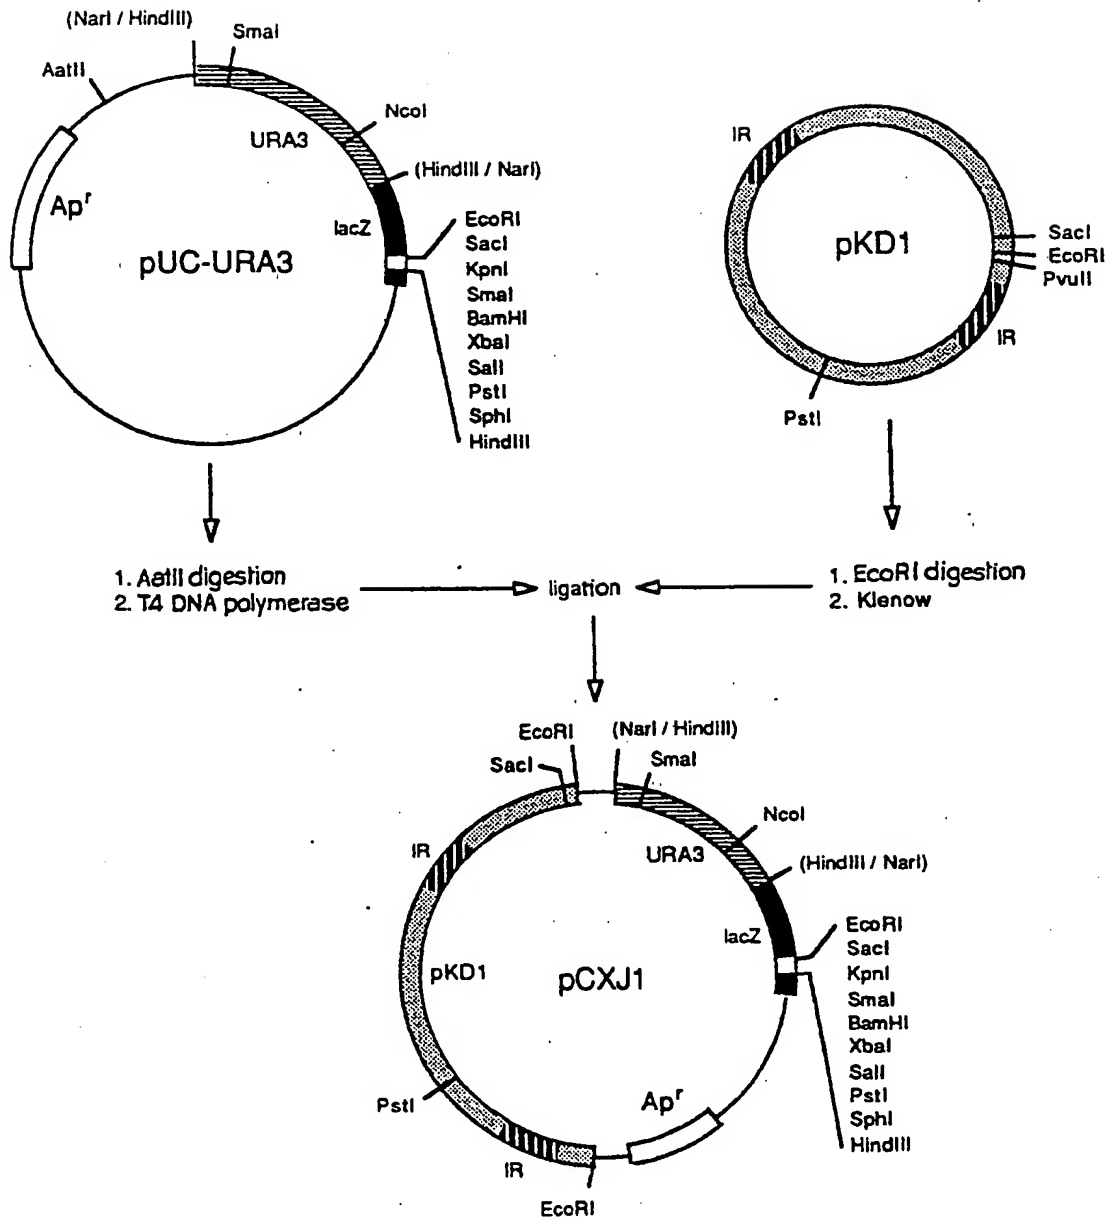 (NarI / HindIII)
SmaI
AatII
NcoI
URA3
(HindIII / NarI)
Apr
lacZ
pUC-URA3
EcoRI
SacI
KpnI
SmaI
BamHI
XbaI
SalI
PstI
SphI
HindIII
IR
pKD1
SacI
EcoRI
PvuII
IR
PstI
1. AatII digestion
2. T4 DNA polymerase
ligation
1. EcoRI digestion
2. Klenow
EcoRI
(NarI / HindIII)
SacI
SmaI
NcoI
IR
URA3
(HindIII / NarI)
lacZ
pKD1
pCXJ1
EcoRI
SacI
KpnI
SmaI
BamHI
XbaI
SalI
PstI
SphI
HindIII
PstI
Apr
IR
EcoRI